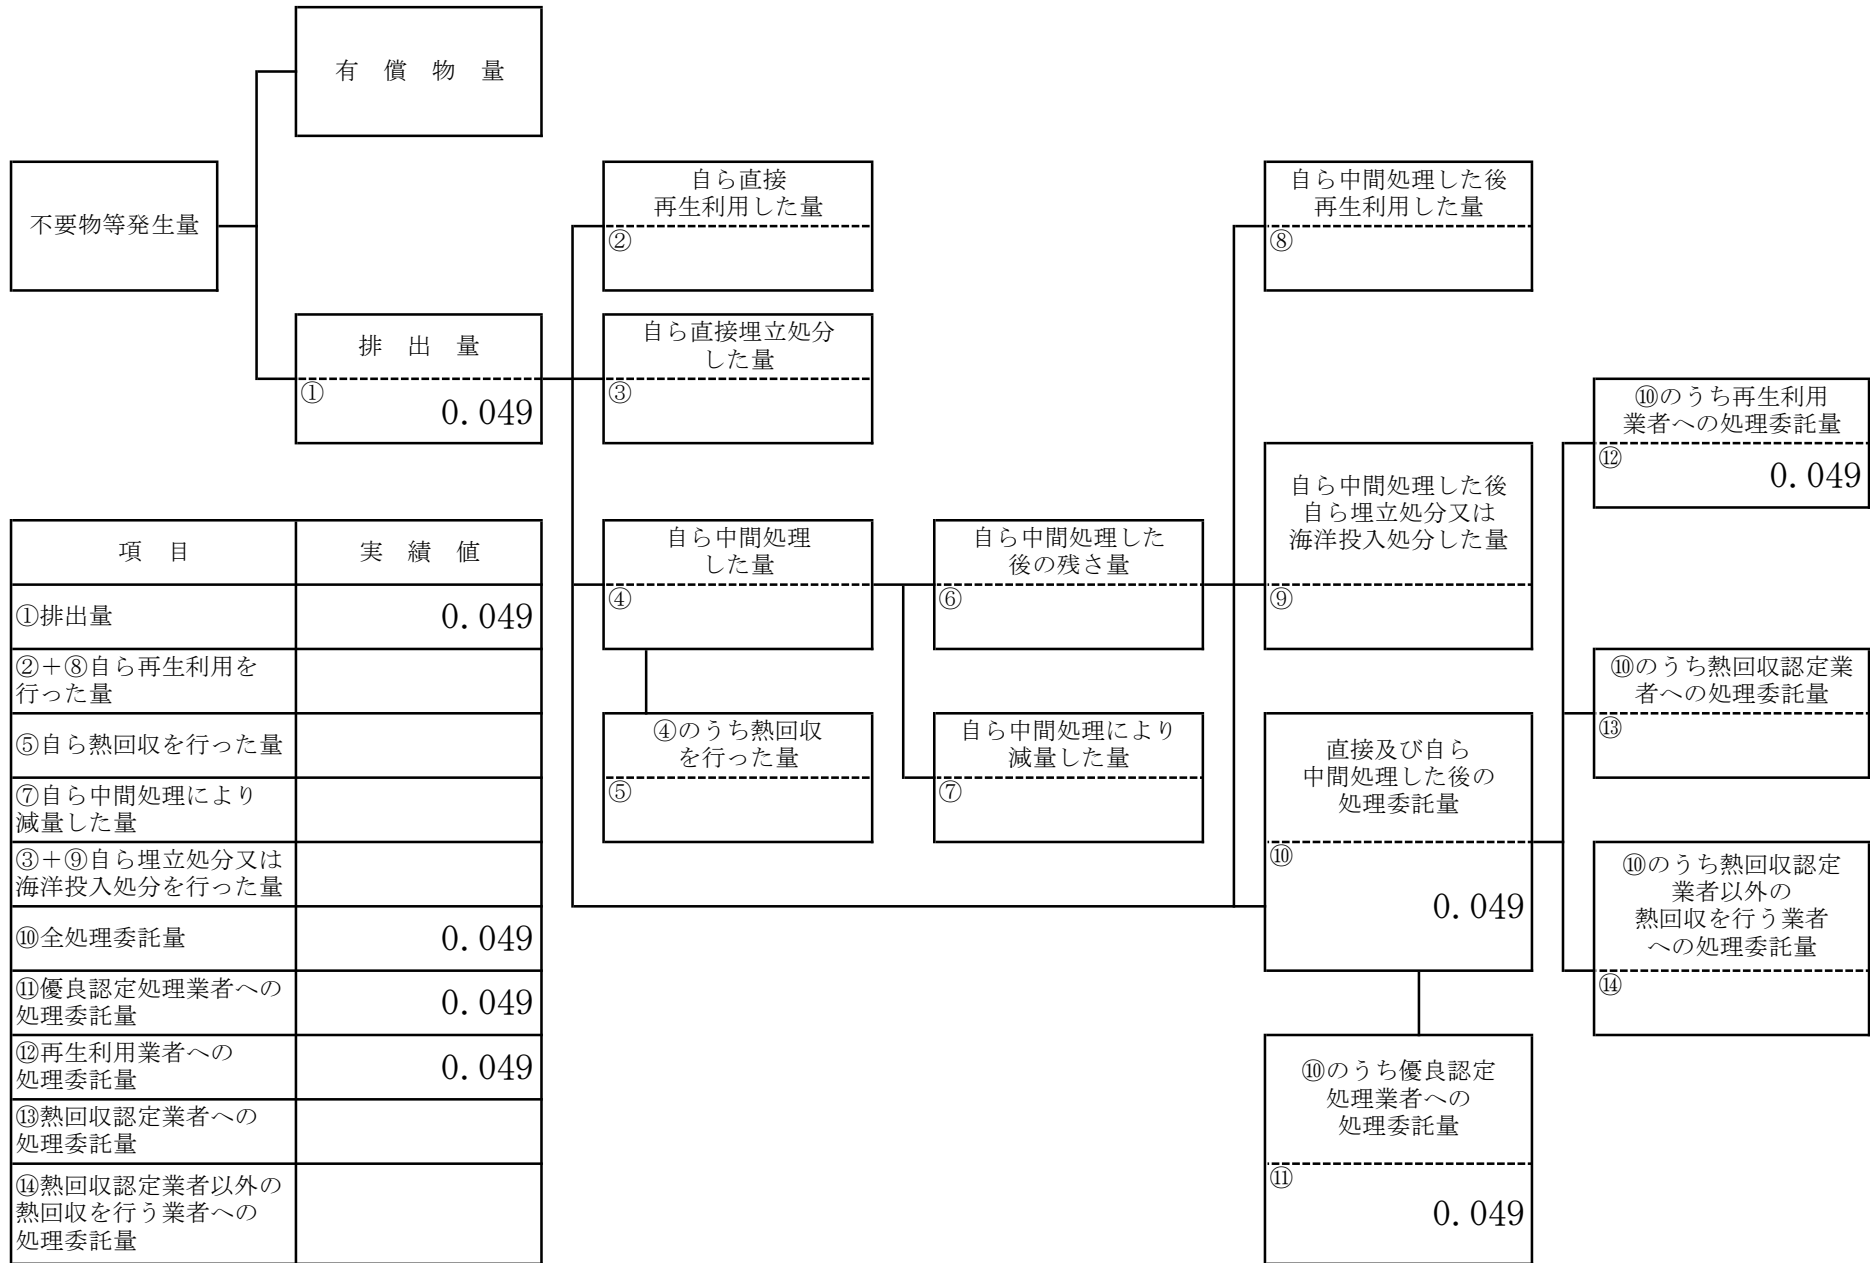 有　償　物　量
不要物等発生量
排　出　量
①
0.049
自ら直接
再生利用した量
②
自ら直接埋立処分
した量
③
自ら中間処理
した量
④
④のうち熱回収
を行った量
⑤
自ら中間処理した
後の残さ量
⑥
自ら中間処理により
減量した量
⑦
自ら中間処理した後
再生利用した量
⑧
自ら中間処理した後
自ら埋立処分又は
海洋投入処分した量
⑨
直接及び自ら
中間処理した後の
処理委託量
⑩
0.049
⑩のうち優良認定
処理業者への
処理委託量
⑪
0.049
⑩のうち再生利用
業者への処理委託量
⑫
0.049
⑩のうち熱回収認定業
者への処理委託量
⑬
⑩のうち熱回収認定
業者以外の
熱回収を行う業者
への処理委託量
⑭
項　目　実　績　値
①排出量 0.049
②＋⑧自ら再生利用を
行った量
⑤自ら熱回収を行った量
⑦自ら中間処理により
減量した量
③＋⑨自ら埋立処分又は
海洋投入処分を行った量
⑩全処理委託量 0.049
⑪優良認定処理業者への
処理委託量
0.049
⑫再生利用業者への
処理委託量
0.049
⑬熱回収認定業者への
処理委託量
⑭熱回収認定業者以外の
熱回収を行う業者への
処理委託量